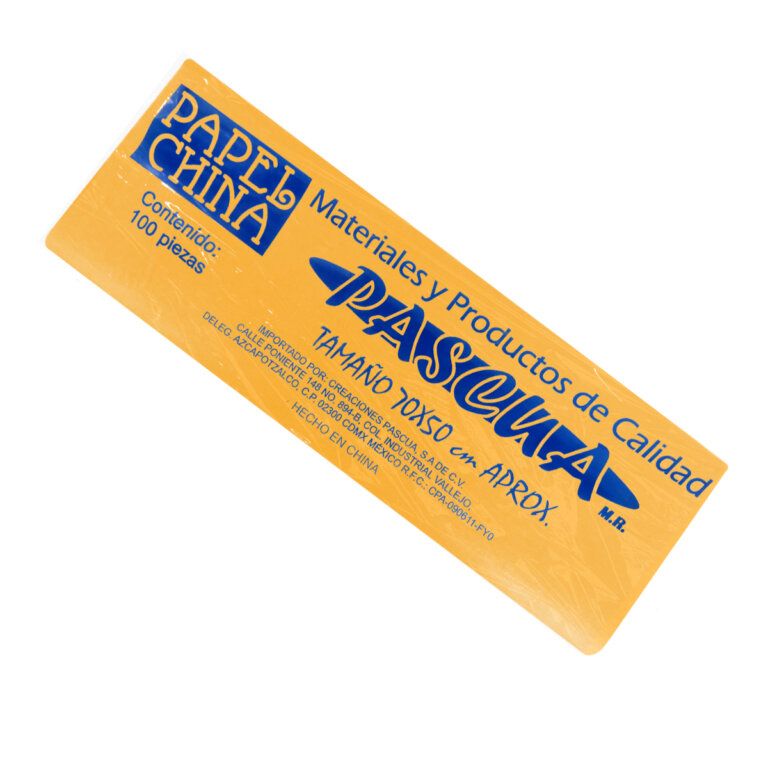 PAPEL
CHINA
Contenido:
100 piezas
Materiales y Productos de Calidad
PASCUA
M.R.
TAMAÑO 70X50 cm APROX.
IMPORTADO POR: CREACIONES PASCUA, S.A DE C.V.
CALLE PONIENTE 148 NO. 894-B, COL. INDUSTRIAL VALLEJO,
DELEG. AZCAPOTZALCO, C.P. 02300 CDMX MÉXICO R.F.C.: CPA-090611-FY0
HECHO EN CHINA